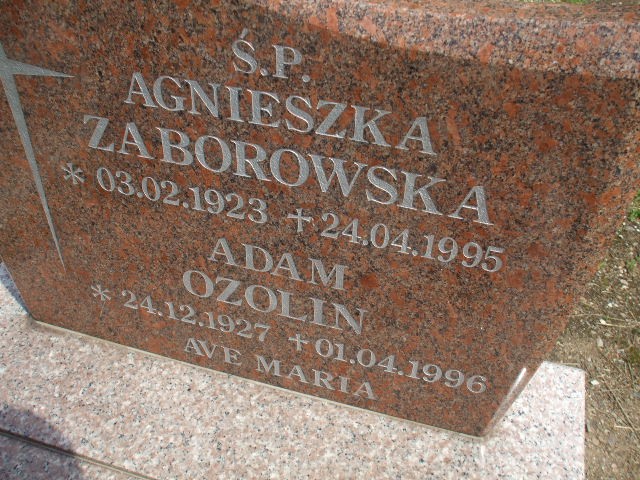 Ś.P.
AGNIESZKA
ZABOROWSKA
* 03.02.1923 + 24.04.1995
ADAM
OZOLIN
* 24.12.1927 + 01.04.1996
AVE MARIA